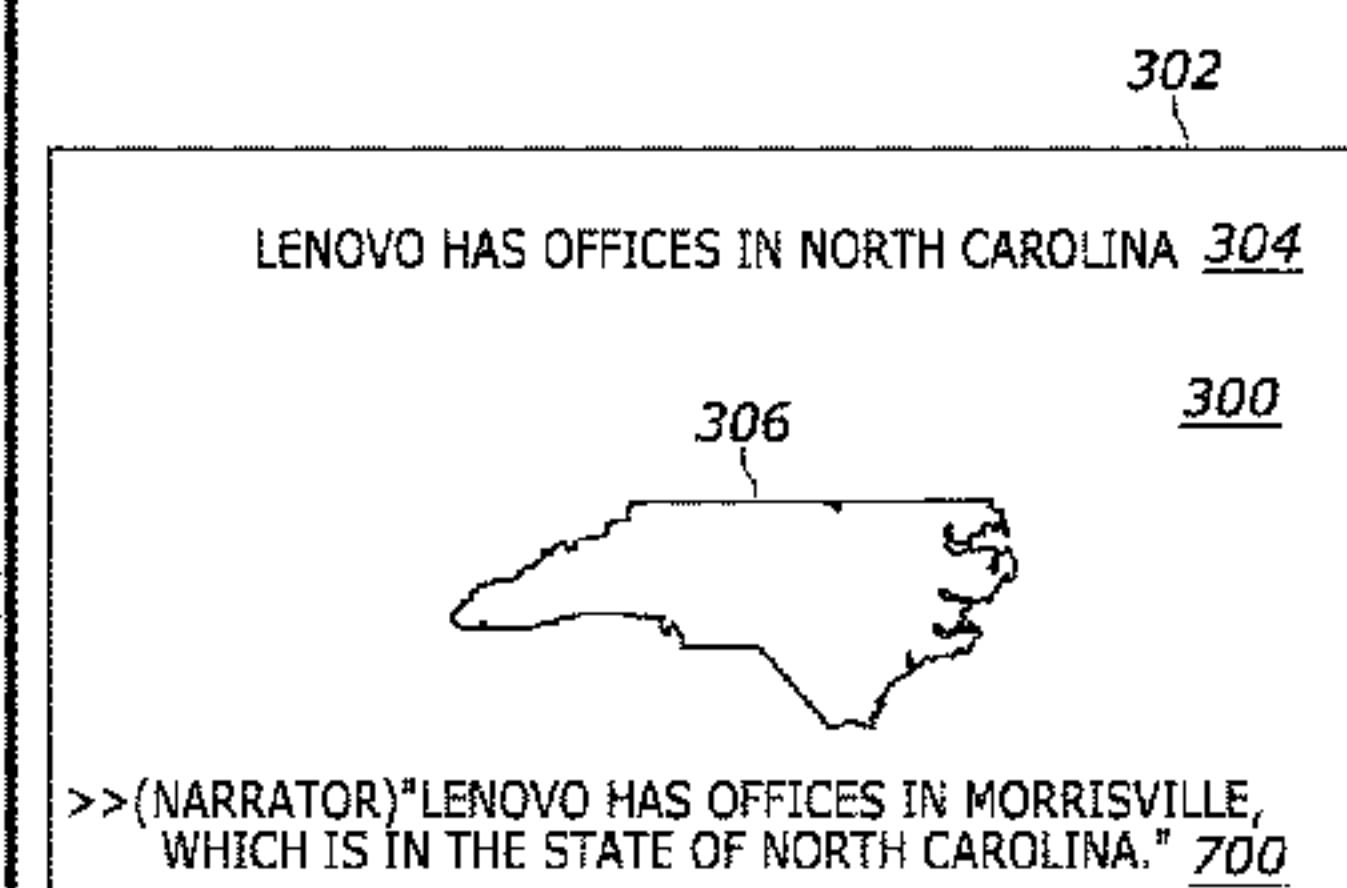 302
LENOVO HAS OFFICES IN NORTH CAROLINA 304
300
306
>>(NARRATOR)"LENOVO HAS OFFICES IN MORRISVILLE,
WHICH IS IN THE STATE OF NORTH CAROLINA." 700